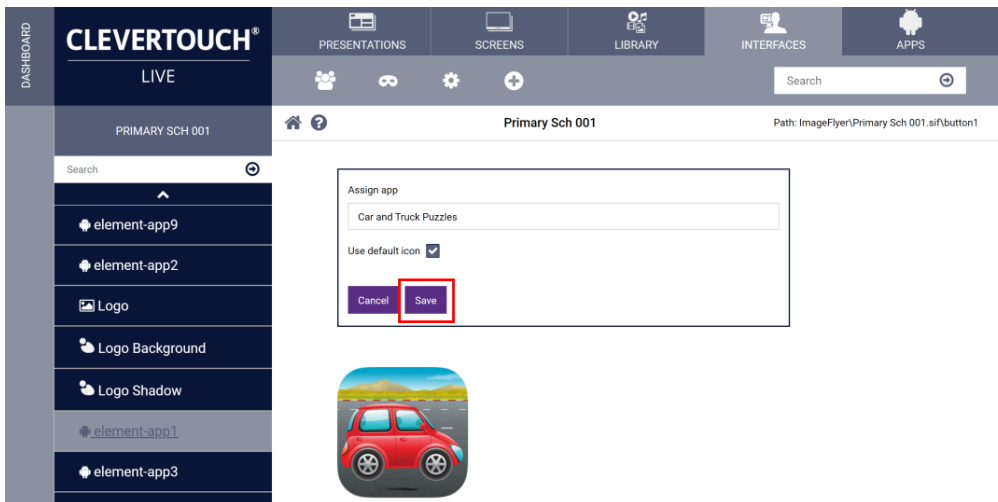 DASHBOARD
CLEVERTOUCH®
LIVE
PRESENTATIONS
SCREENS
LIBRARY
INTERFACES
APPS
Search
PRIMARY SCH 001
Primary Sch 001
Path: ImageFlyer\Primary Sch 001.sif\button1
Search
element-app9
element-app2
Logo
Logo Background
Logo Shadow
element-app1
element-app3
Assign app
Car and Truck Puzzles
Use default icon
Cancel
Save